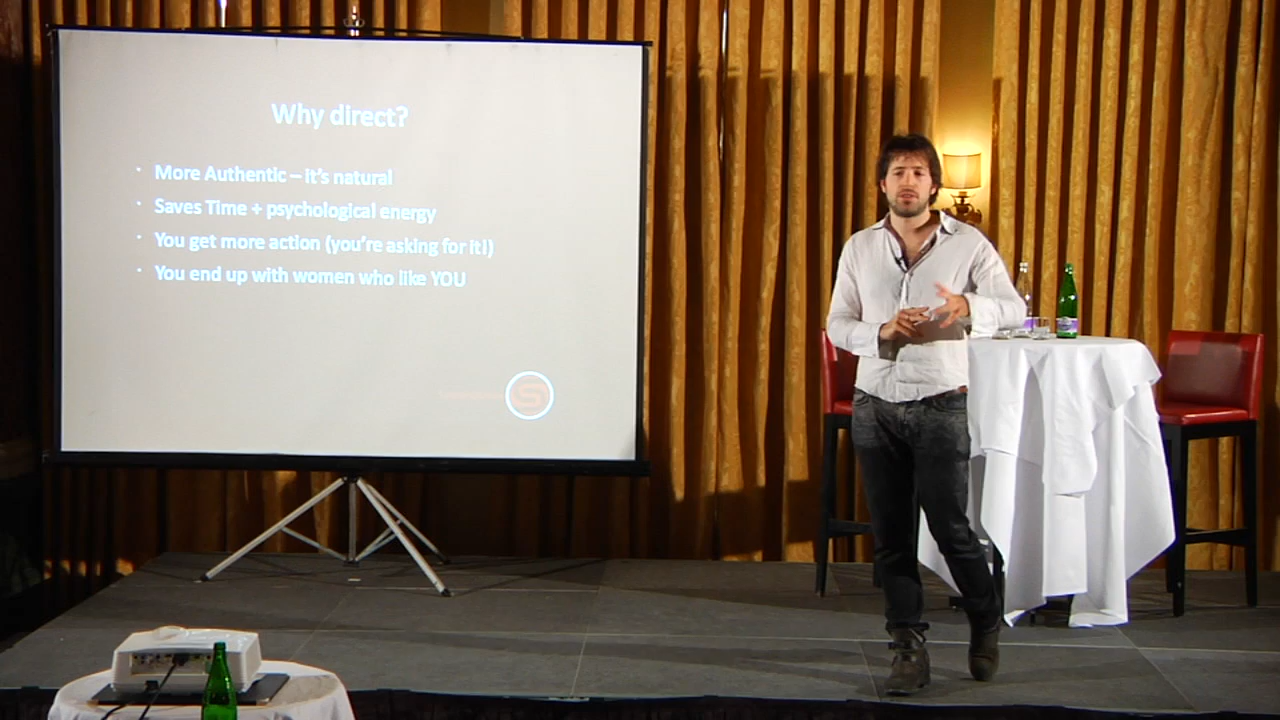 Why direct?
• More Authentic – it's natural
• Saves Time + psychological energy
• You get more action (you're asking for it!)
• You end up with women who like YOU
S